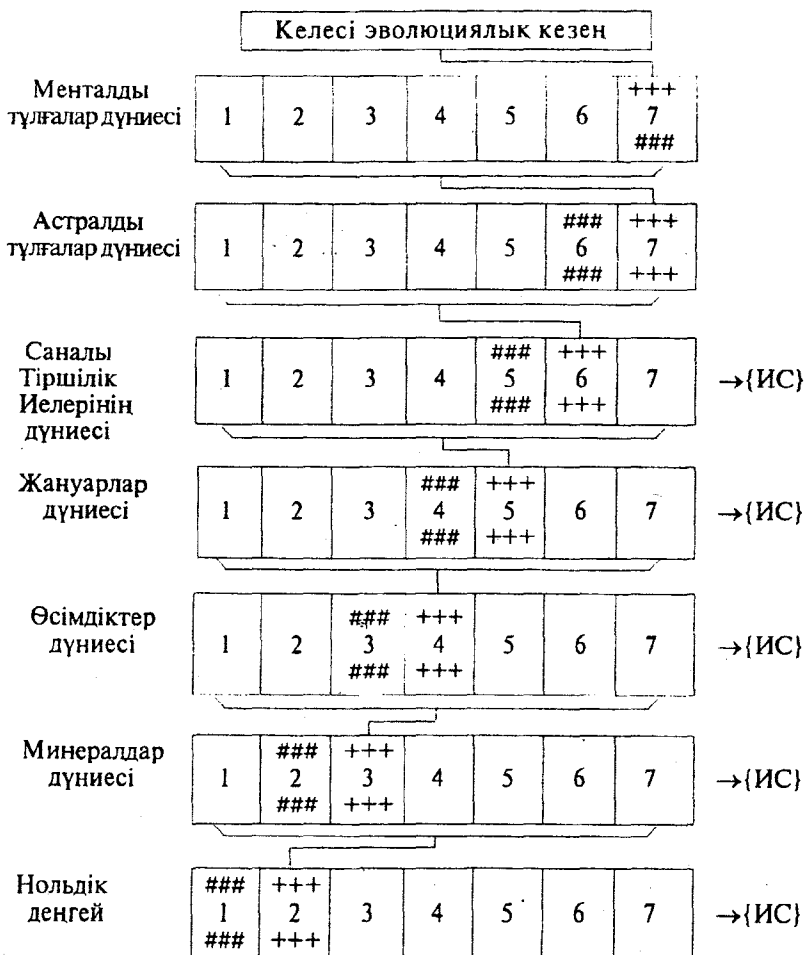 Келесі эволюциялык кезең
Менталды
тұлғалар дүниесі
+++
1 2 3 4 5 6 7
###
Астралды
тұлғалар дүниесі
### +++
1 2 3 4 5 6 7
### +++
Саналы
Тіршілік
Иелерінің
дүниесі
### +++
1 2 3 4 5 6 7 →{ИС}
### +++
Жануарлар
дүниесі
### +++
1 2 3 4 5 6 7 →{ИС}
### +++
Өсімдіктер
дүниесі
### +++
1 2 3 4 5 6 7 →{ИС}
### +++
Минералдар
дүниесі
### +++
1 2 3 4 5 6 7 →{ИС}
### +++
Нольдік
деңгей
### +++
1 2 3 4 5 6 7 →{ИС}
### +++